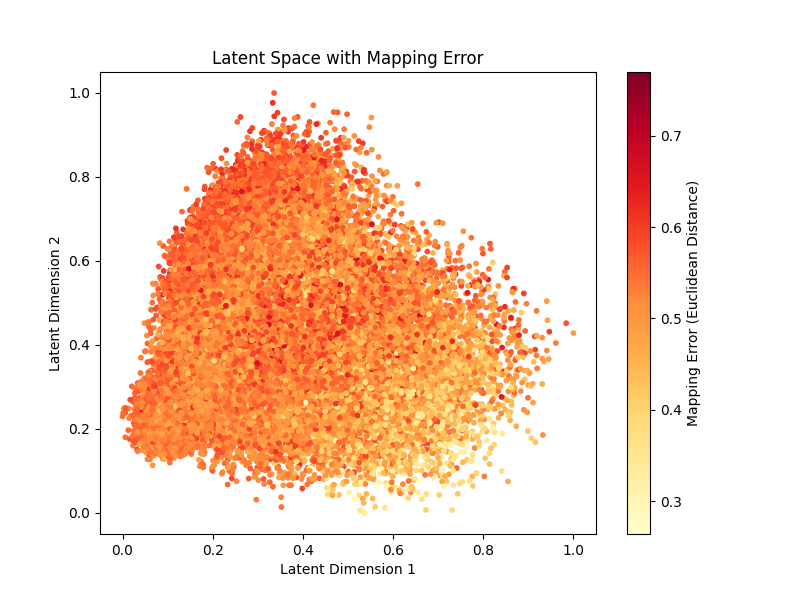 Latent Space with Mapping Error
1.0
0.8
0.6
0.4
0.2
0.0
Latent Dimension 2
0.0 0.2 0.4 0.6 0.8 1.0
Latent Dimension 1
0.7
0.6
0.5
0.4
0.3
Mapping Error (Euclidean Distance)